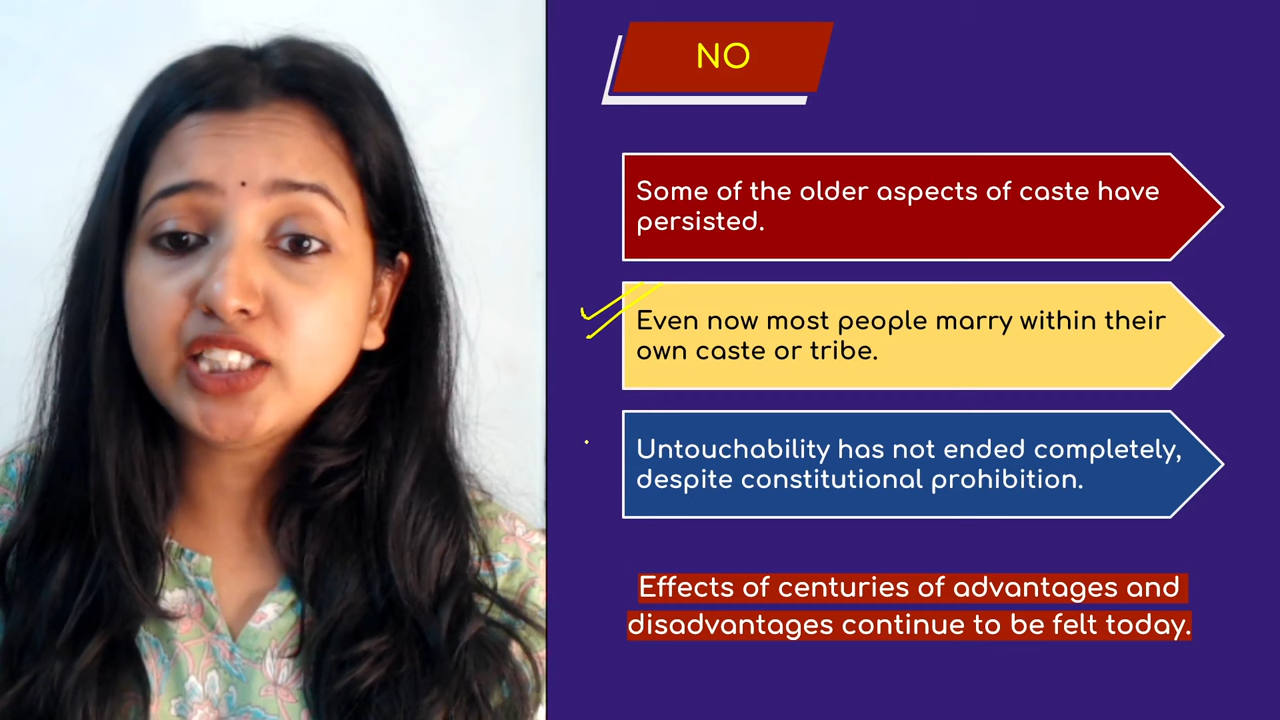 NO
Some of the older aspects of caste have
persisted.
Even now most people marry within their
own caste or tribe.
Untouchability has not ended completely,
despite constitutional prohibition.
Effects of centuries of advantages and
disadvantages continue to be felt today.